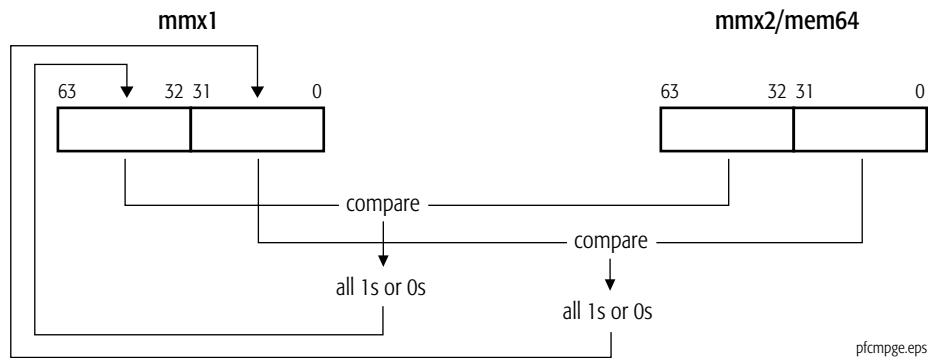 mmx1 mmx2/mem64
63 32 31 0 63 32 31 0
compare
compare
all 1s or 0s
all 1s or 0s
pfcmpge.eps